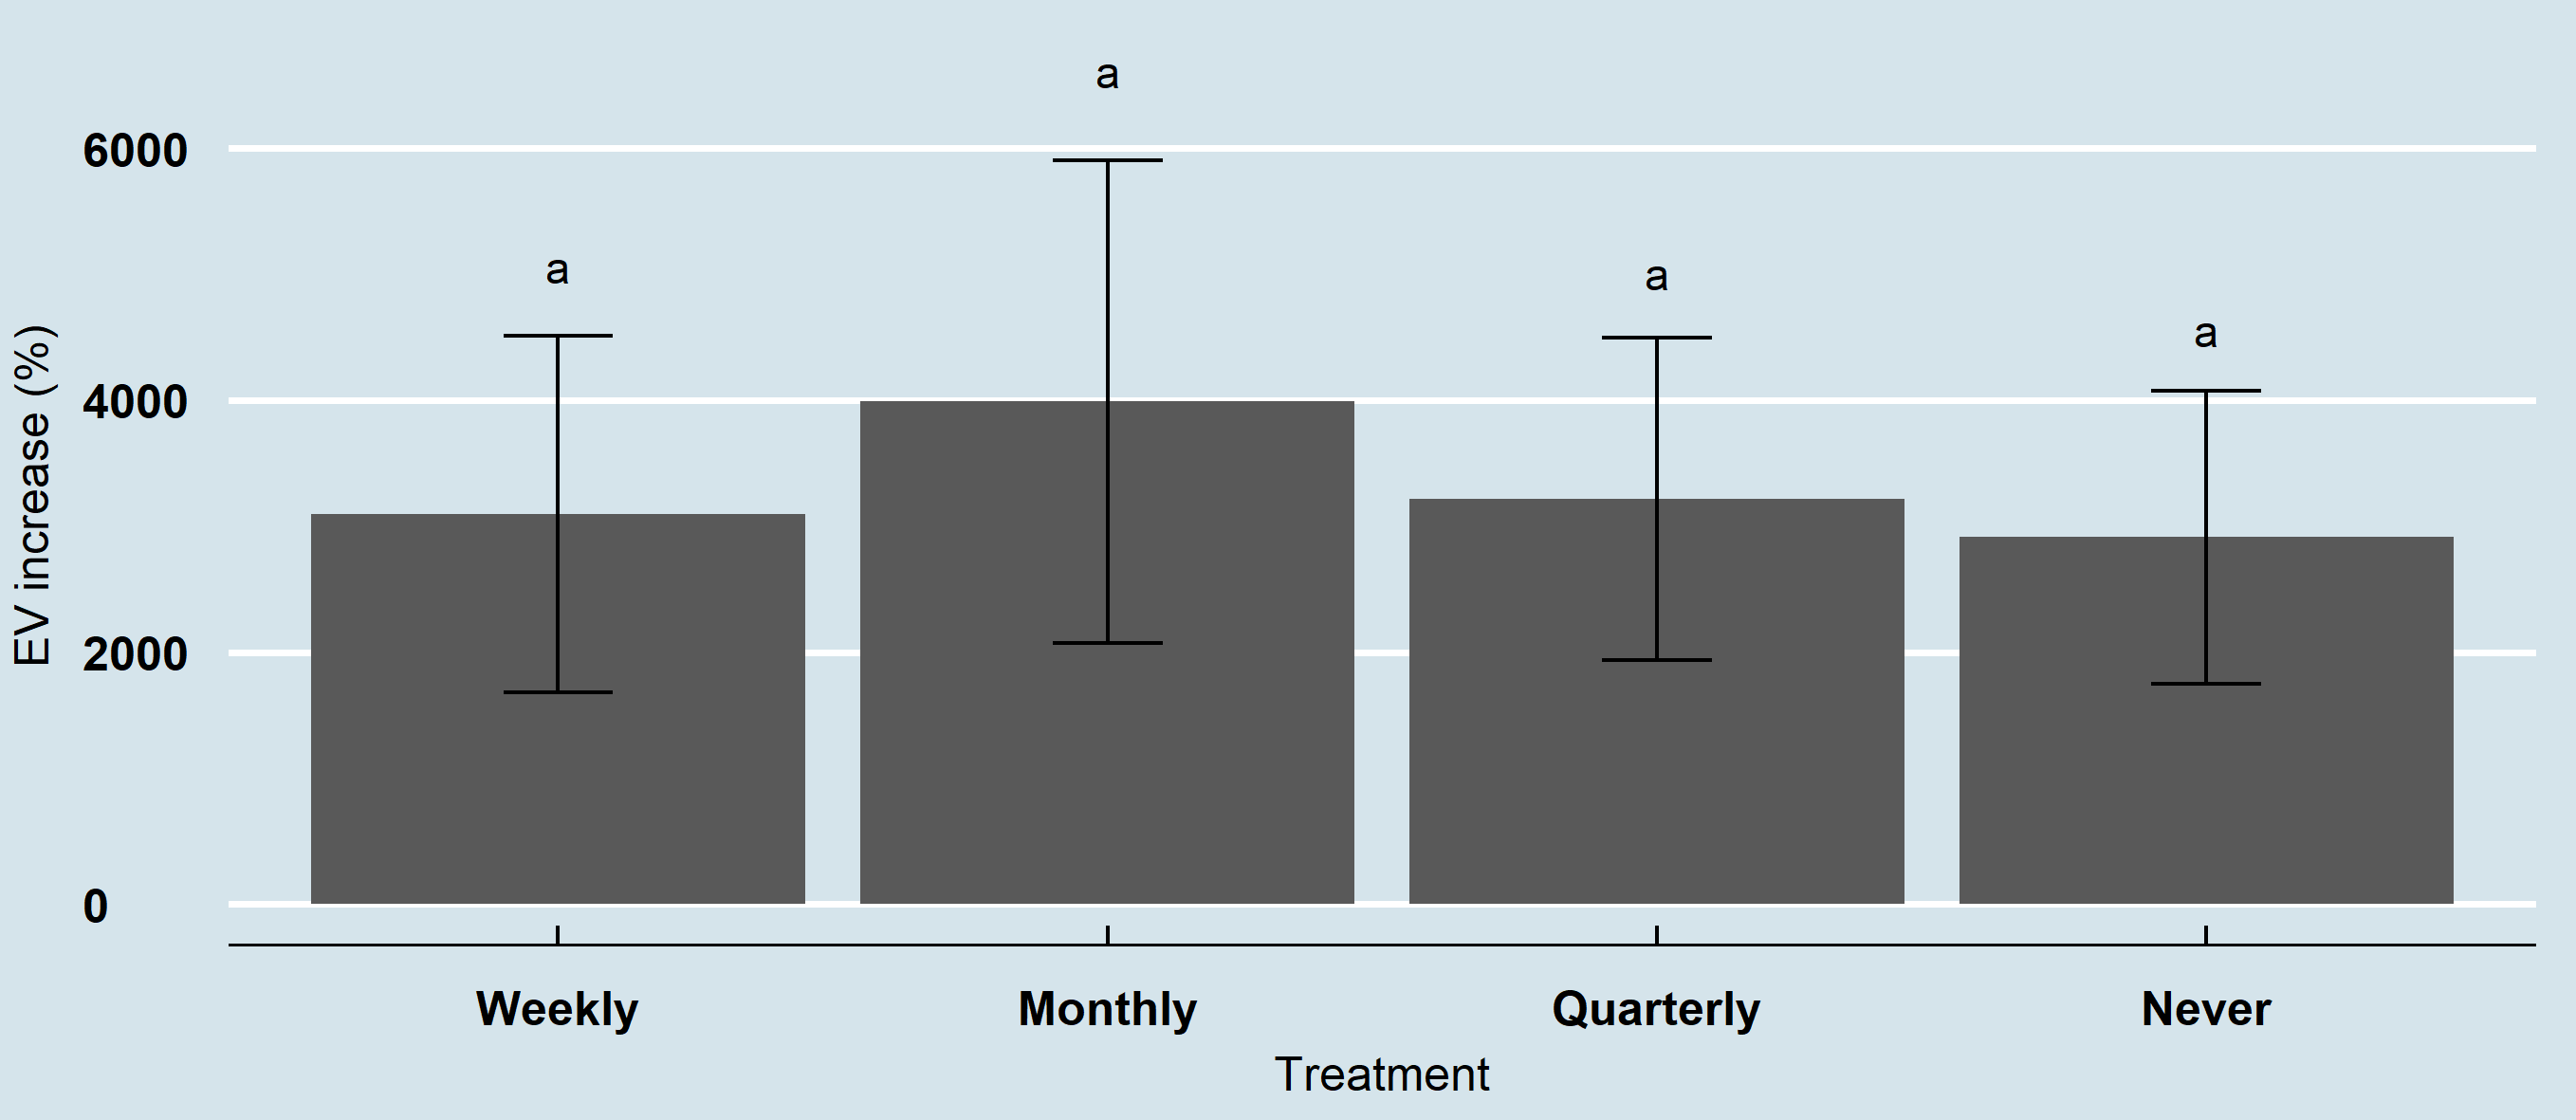 a
a
a
a
6000
4000
2000
0
EV increase (%)
Weekly Monthly Quarterly Never
Treatment